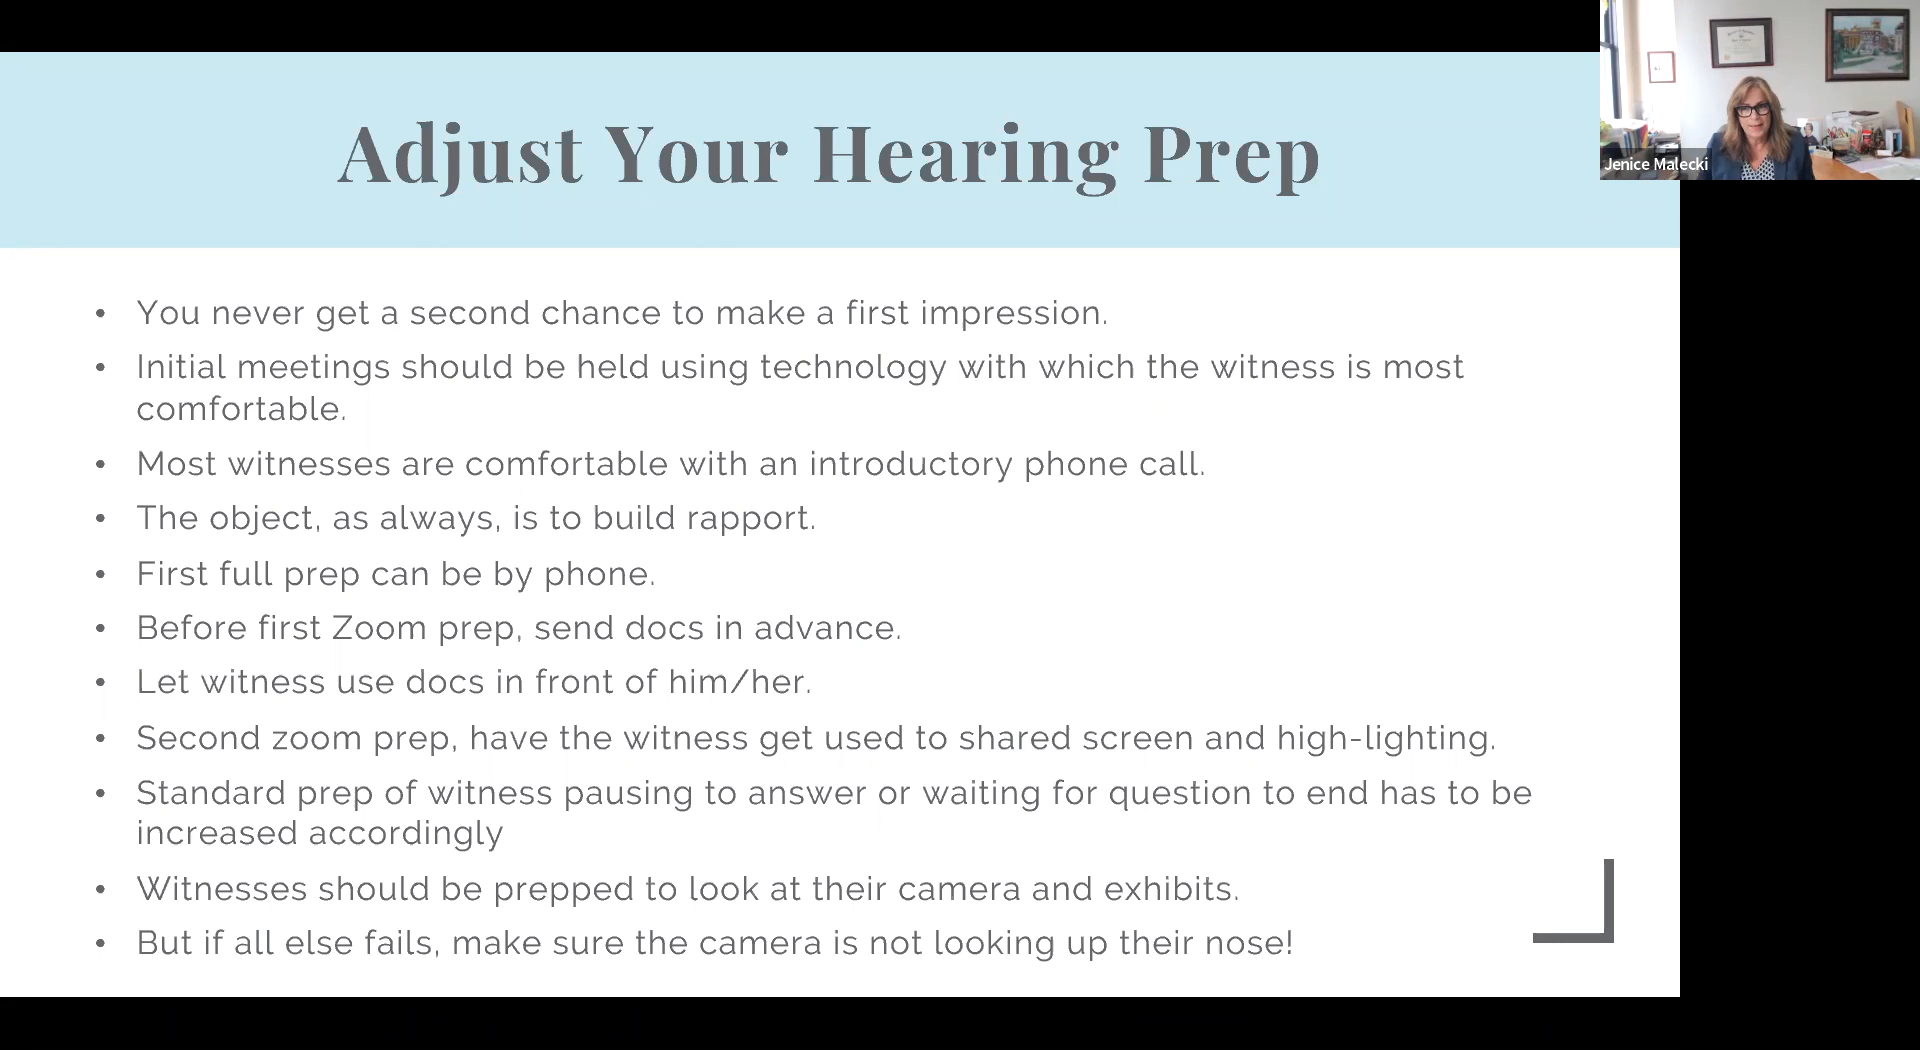 Adjust Your Hearing Prep
Jenice Malecki
• You never get a second chance to make a first impression.
• Initial meetings should be held using technology with which the witness is most
comfortable.
• Most witnesses are comfortable with an introductory phone call.
• The object, as always, is to build rapport.
• First full prep can be by phone.
• Before first Zoom prep, send docs in advance.
• Let witness use docs in front of him/her.
• Second zoom prep, have the witness get used to shared screen and high-lighting.
• Standard prep of witness pausing to answer or waiting for question to end has to be
increased accordingly
• Witnesses should be prepped to look at their camera and exhibits.
• But if all else fails, make sure the camera is not looking up their nose!